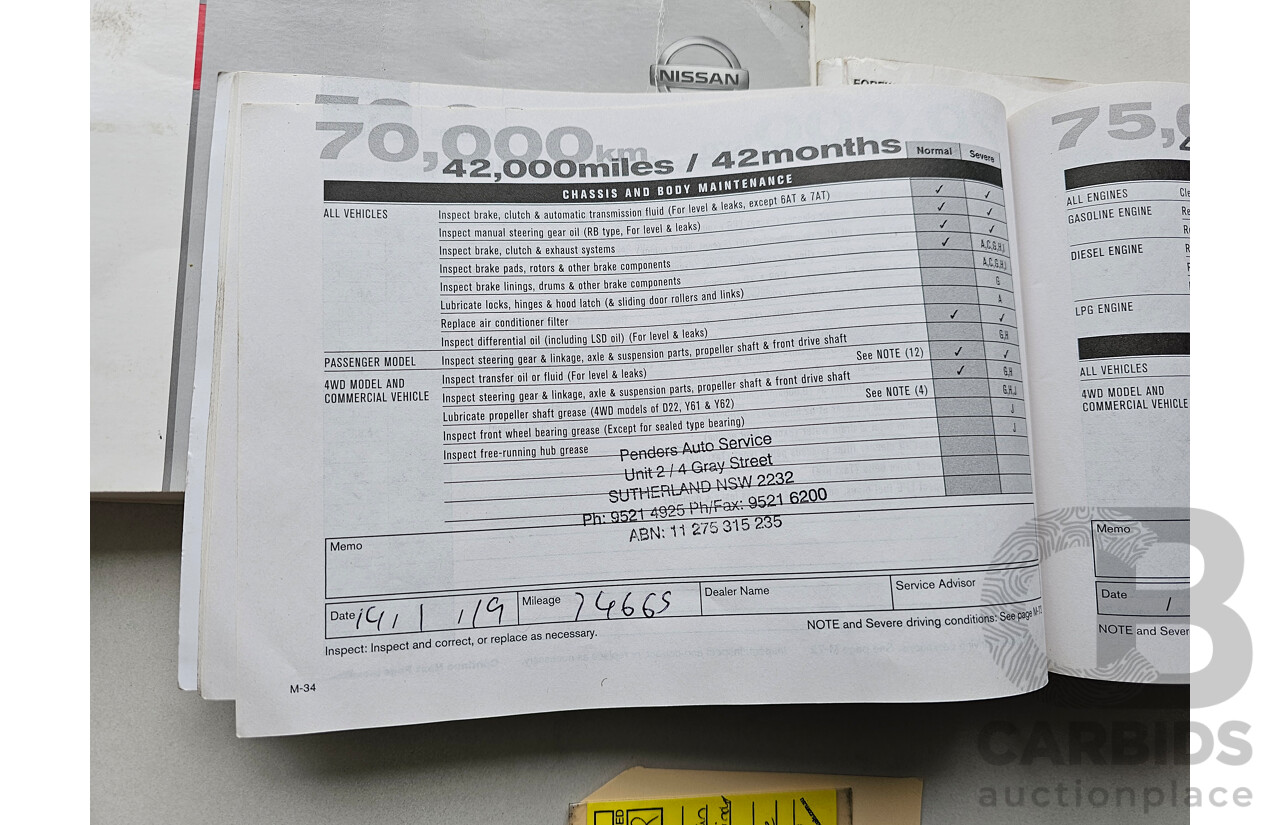 NISSAN
70,000km
42,000miles / 42months
Normal Severe
CHASSIS AND BODY MAINTENANCE
ALL VEHICLES
Inspect brake, clutch & automatic transmission fluid (For level & leaks, except 6AT & 7AT) ✓ ✓
Inspect manual steering gear oil (RB type, For level & leaks) ✓ ✓
Inspect brake, clutch & exhaust systems ✓ ✓
Inspect brake pads, rotors & other brake components ✓ A,C,G,H,
Inspect brake linings, drums & other brake components A,C,G,H,
Lubricate locks, hinges & hood latch (& sliding door rollers and links) G
Replace air conditioner filter A
Inspect differential oil (including LSD oil) (For level & leaks) ✓ ✓
PASSENGER MODEL
Inspect steering gear & linkage, axle & suspension parts, propeller shaft & front drive shaft G,H
4WD MODEL AND
COMMERCIAL VEHICLE
Inspect transfer oil or fluid (For level & leaks) See NOTE (12) ✓ ✓
Inspect steering gear & linkage, axle & suspension parts, propeller shaft & front drive shaft ✓ G,H
Lubricate propeller shaft grease (4WD models of D22, Y61 & Y62) See NOTE (4) G,H,J
Inspect front wheel bearing grease (Except for sealed type bearing) J
Inspect free-running hub grease J
Penders Auto Service
Unit 2 / 4 Gray Street
SUTHERLAND NSW 2232
Ph: 9521 4925 Ph/Fax: 9521 6200
ABN: 11 275 315 235
Memo
Date 14/1/19 Mileage 74665 Dealer Name Service Advisor
Inspect: Inspect and correct, or replace as necessary.
NOTE and Severe driving conditions: See page M-70
M-34
75,0
ALL ENGINES
GASOLINE ENGINE
DIESEL ENGINE
LPG ENGINE
ALL VEHICLES
4WD MODEL AND
COMMERCIAL VEHICLE
Memo
Date /
NOTE and Sever
CB
CARBIDS
auctionplace